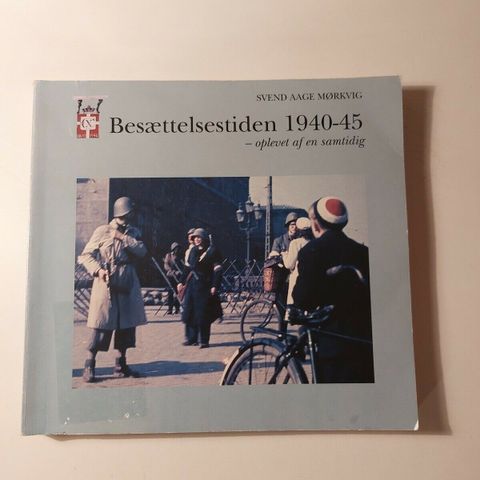 SVEND AAGE MØRKVIG
Besættelsestiden 1940-45
– oplevet af en samtidig